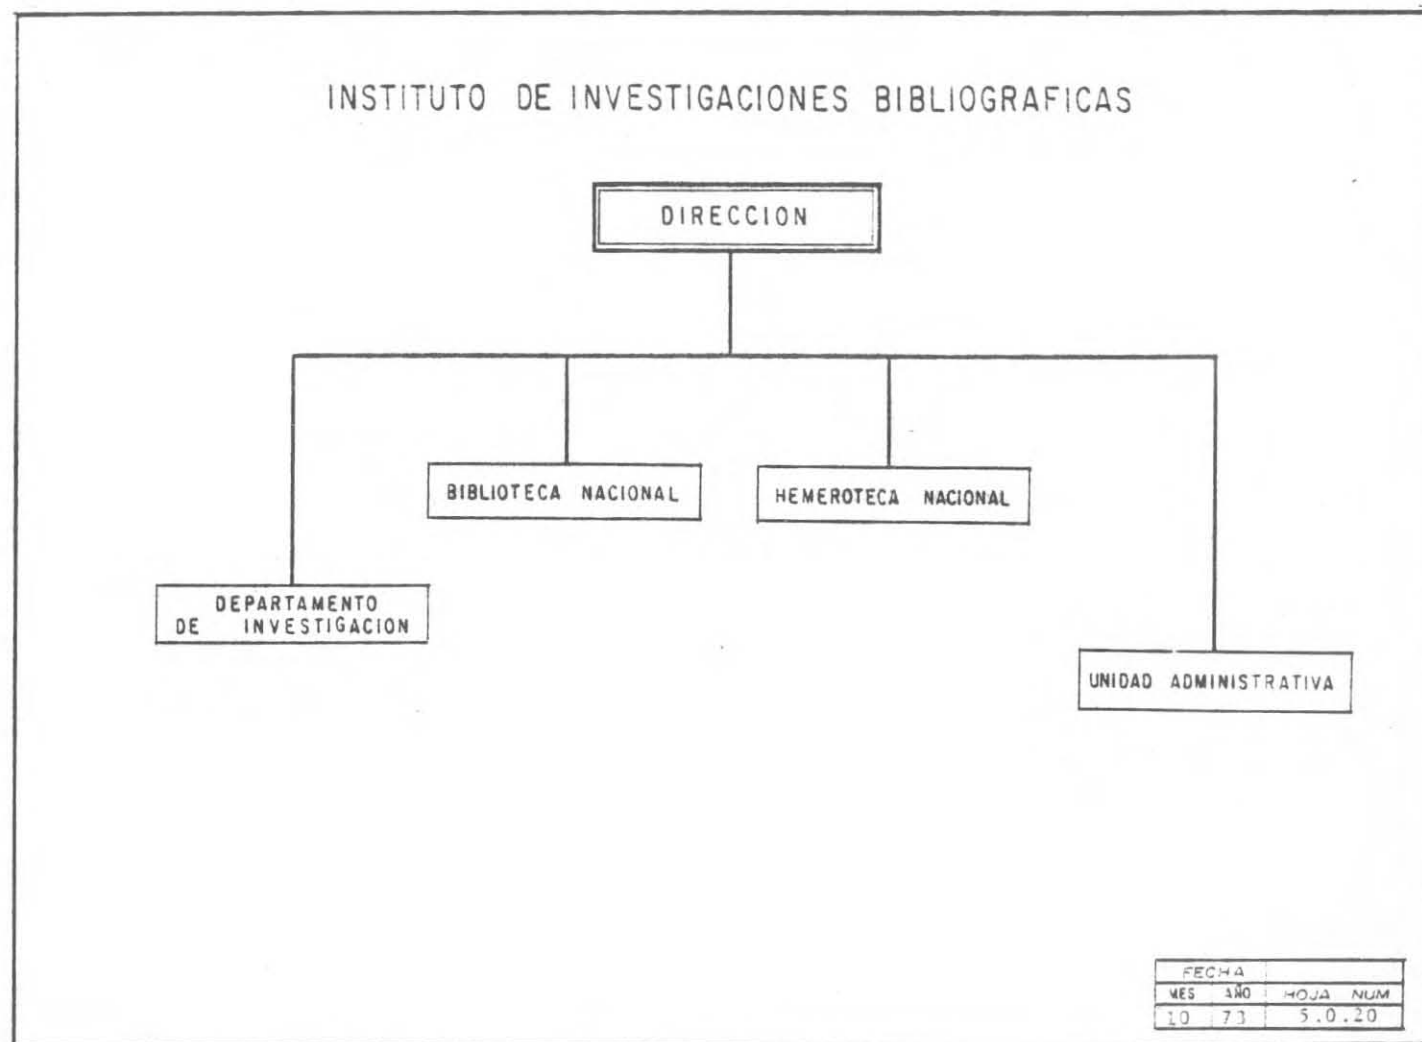 INSTITUTO DE INVESTIGACIONES BIBLIOGRAFICAS
DIRECCION
BIBLIOTECA NACIONAL
HEMEROTECA NACIONAL
DEPARTAMENTO
DE INVESTIGACION
UNIDAD ADMINISTRATIVA
FECHA
MES AÑO HOJA NUM
10 73 5.0.20